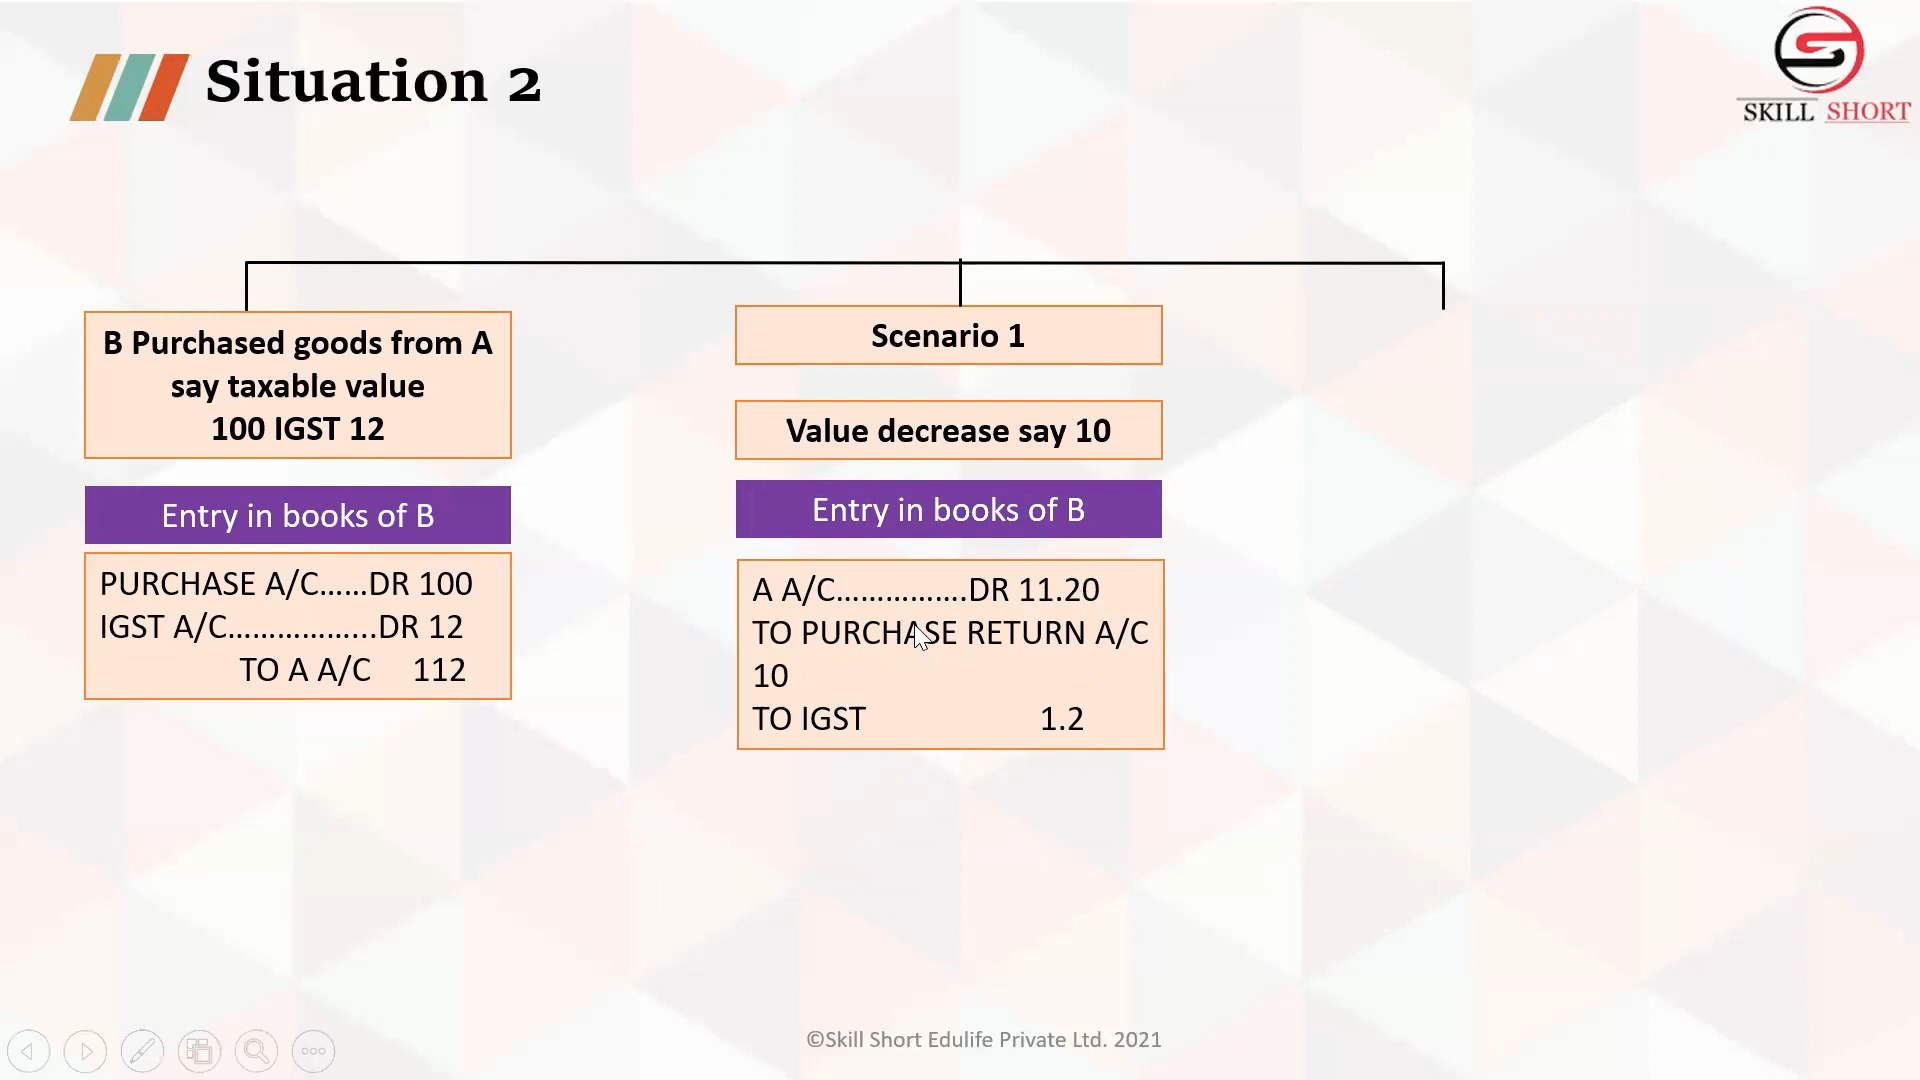 Situation 2
SKILL SHORT
B Purchased goods from A
say taxable value
100 IGST 12
Entry in books of B
PURCHASE A/C......DR 100
IGST A/C..................DR 12
TO A A/C 112
Scenario 1
Value decrease say 10
Entry in books of B
A A/C................DR 11.20
TO PURCHASE RETURN A/C
10
TO IGST 1.2
©Skill Short Edulife Private Ltd. 2021